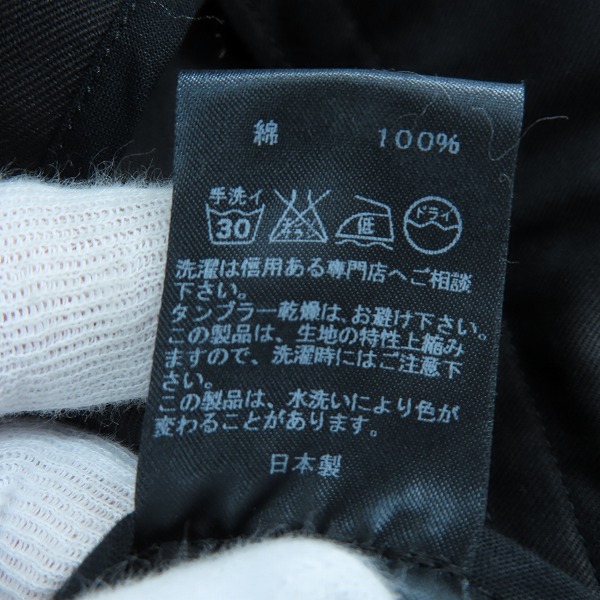 綿 100%
手洗イ
30 エンソサラシ 低 ドライ
洗濯は信用ある専門店へご相談
下さい。
タンブラー乾燥は、お避け下さい。
この製品は、生地の特性上縮み
ますので、洗濯時にはご注意下
さい。
この製品は、水洗いにより色が
変わることがあります。
日本製